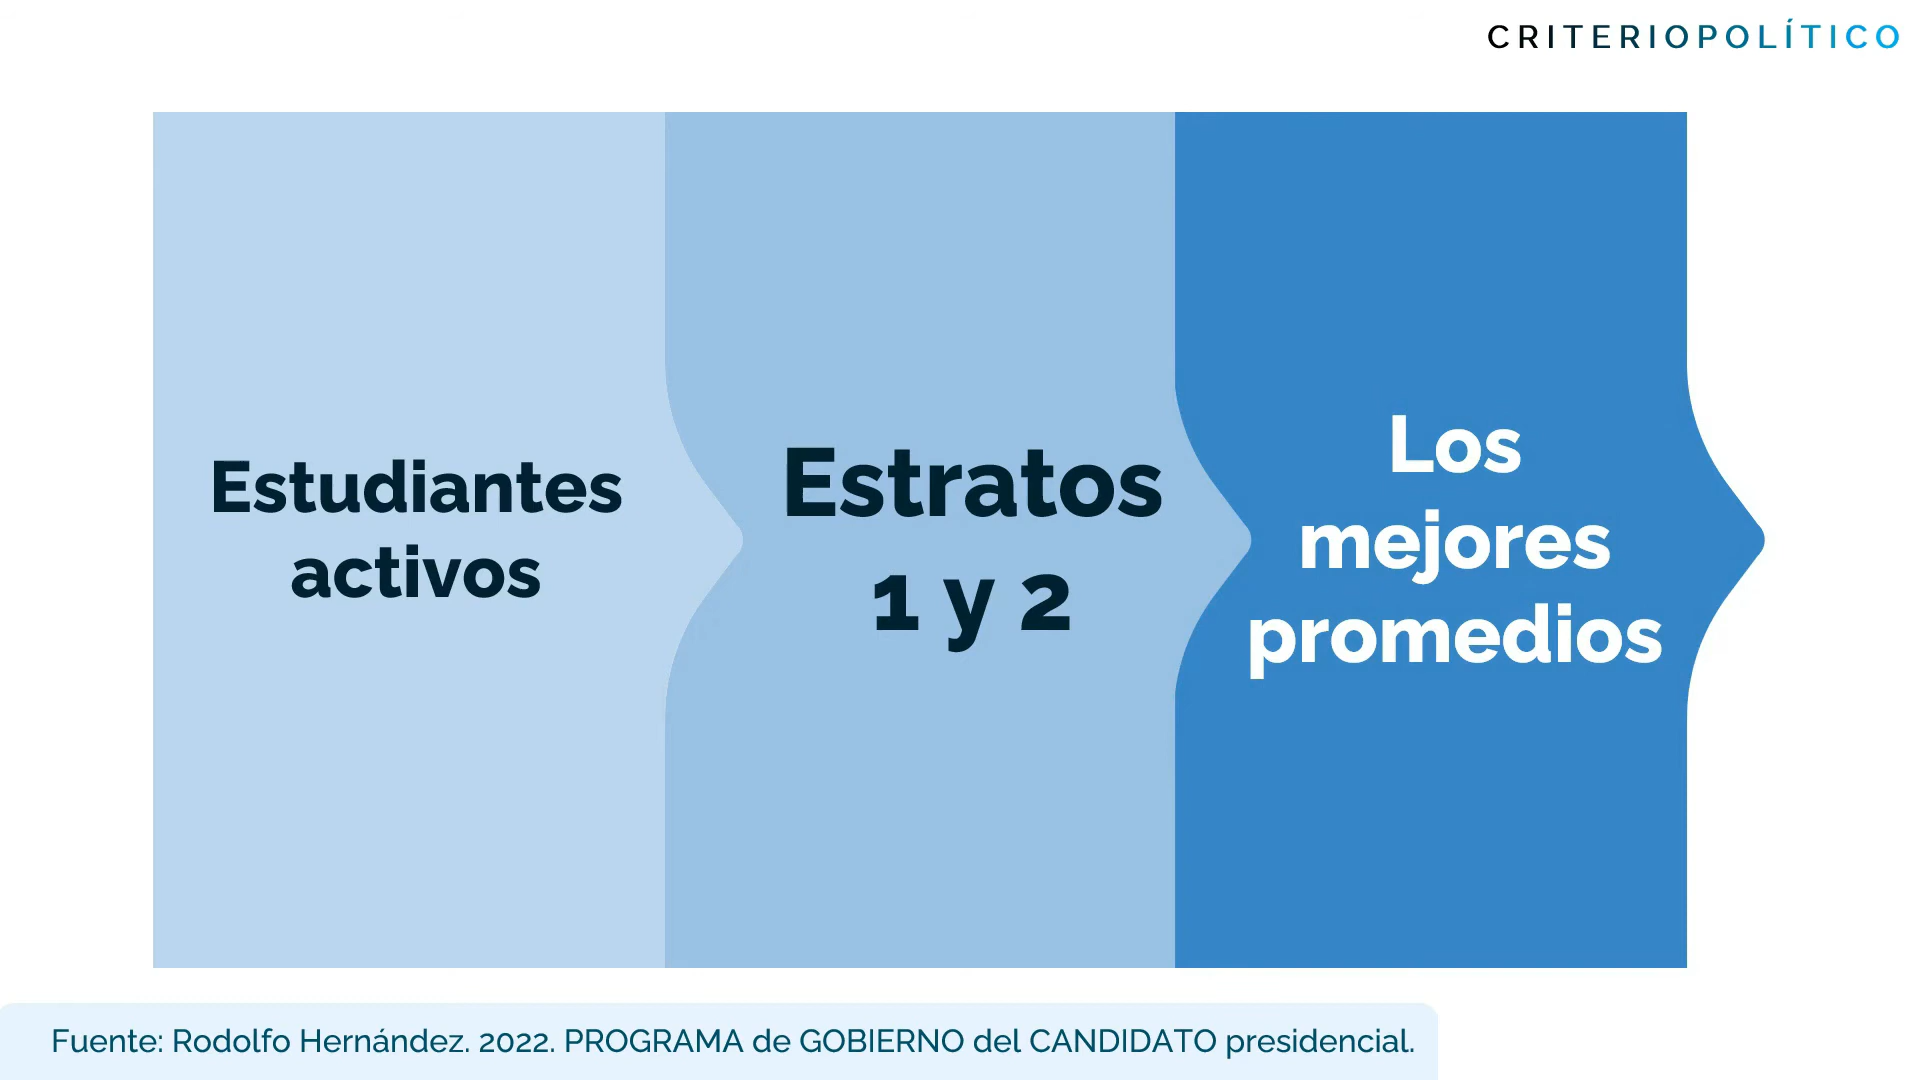 CRITERIOPOLÍTICO
Estudiantes
activos
Estratos
1 y 2
Los
mejores
promedios
Fuente: Rodolfo Hernández. 2022. PROGRAMA de GOBIERNO del CANDIDATO presidencial.